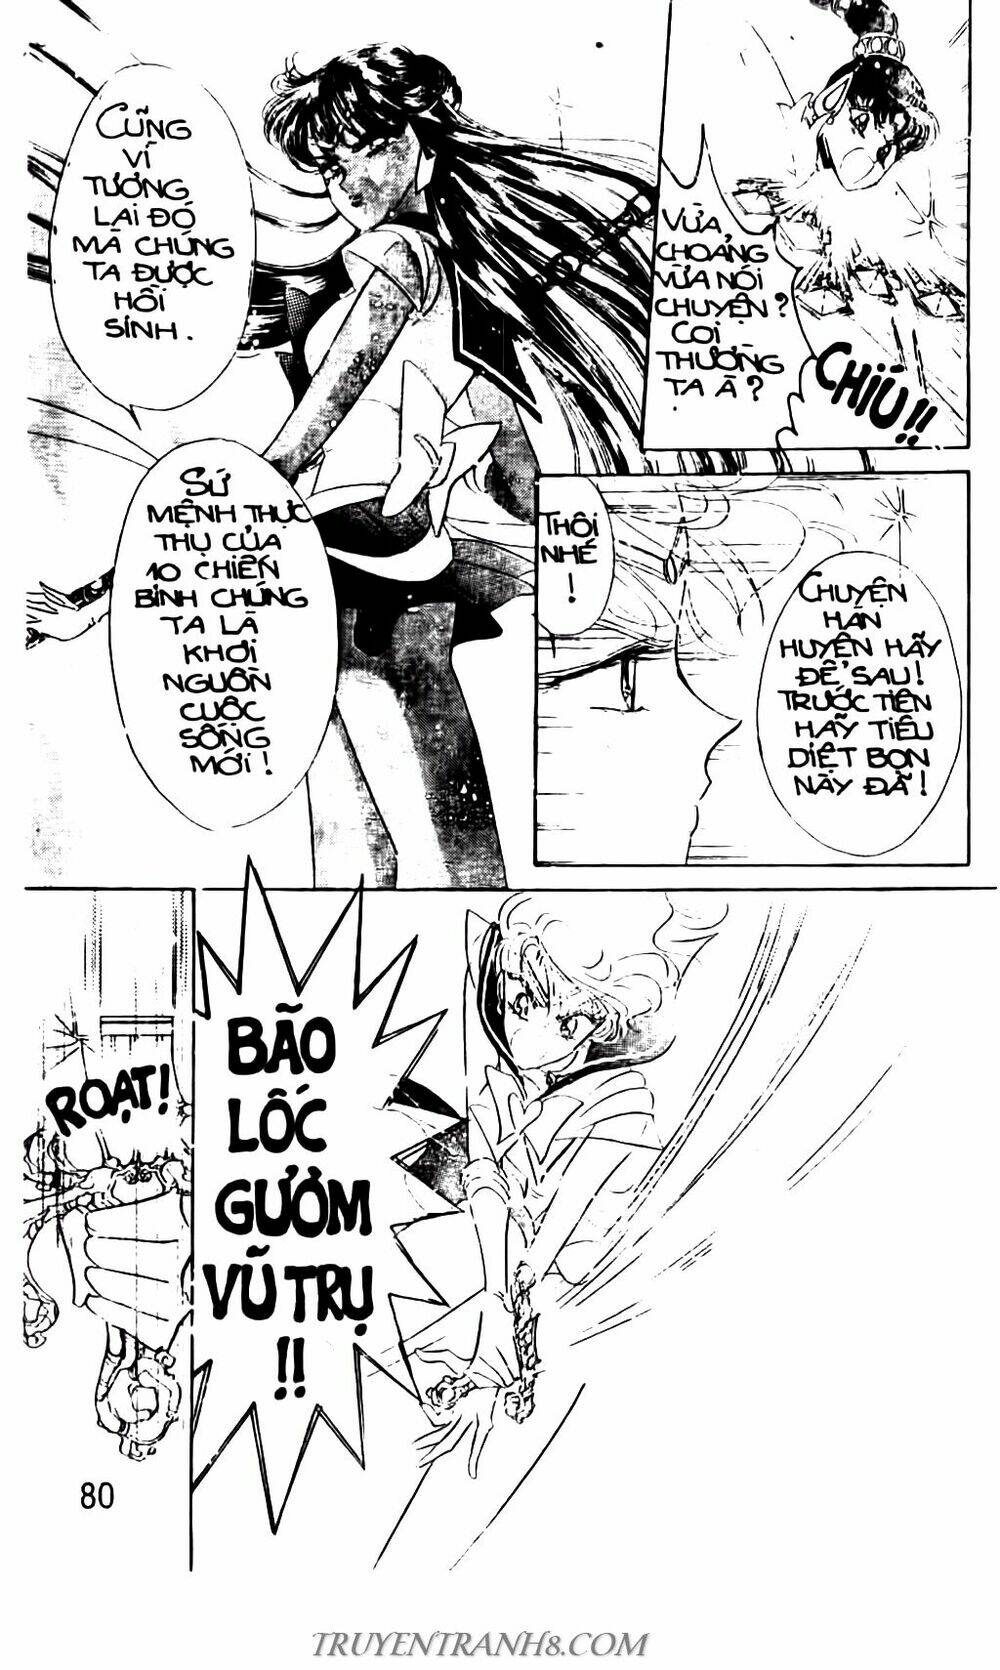 CŨNG
VÌ
TƯƠNG
LAI ĐÓ
MÀ CHÚNG
TA ĐƯỢC
HỒI
SINH.
SỨ
MỆNH THỰC
THỤ CỦA
10 CHIẾN
BINH CHÚNG
TA LÀ
KHƠI
NGUỒN
CUỘC
SỐNG
MỚI!
VỪA
CHOẢNG
VỪA NÓI
CHUYỆN?
COI
THƯỜNG
TA À?
CHÍU!!
THÔI
NHÉ
!
CHUYỆN
HÀN
HUYÊN HÃY
ĐỂ SAU!
TRƯỚC TIÊN
HÃY TIÊU
DIỆT BỌN
NÀY ĐÃ!
ROẠT!
BÃO
LỐC
GƯƠM
VŨ TRỤ
!!
80
TRUYENTRANH8.COM